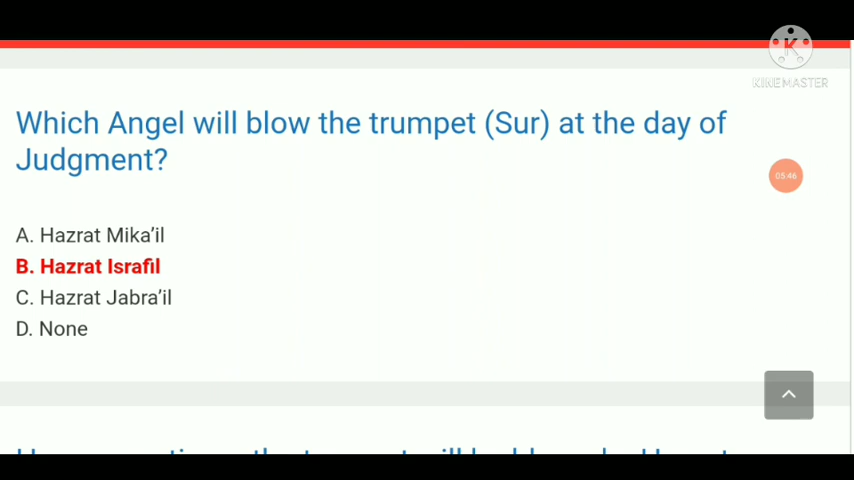 K
KINEMASTER
Which Angel will blow the trumpet (Sur) at the day of
Judgment?
05:46
A. Hazrat Mika’il
B. Hazrat Israfil
C. Hazrat Jabra’il
D. None